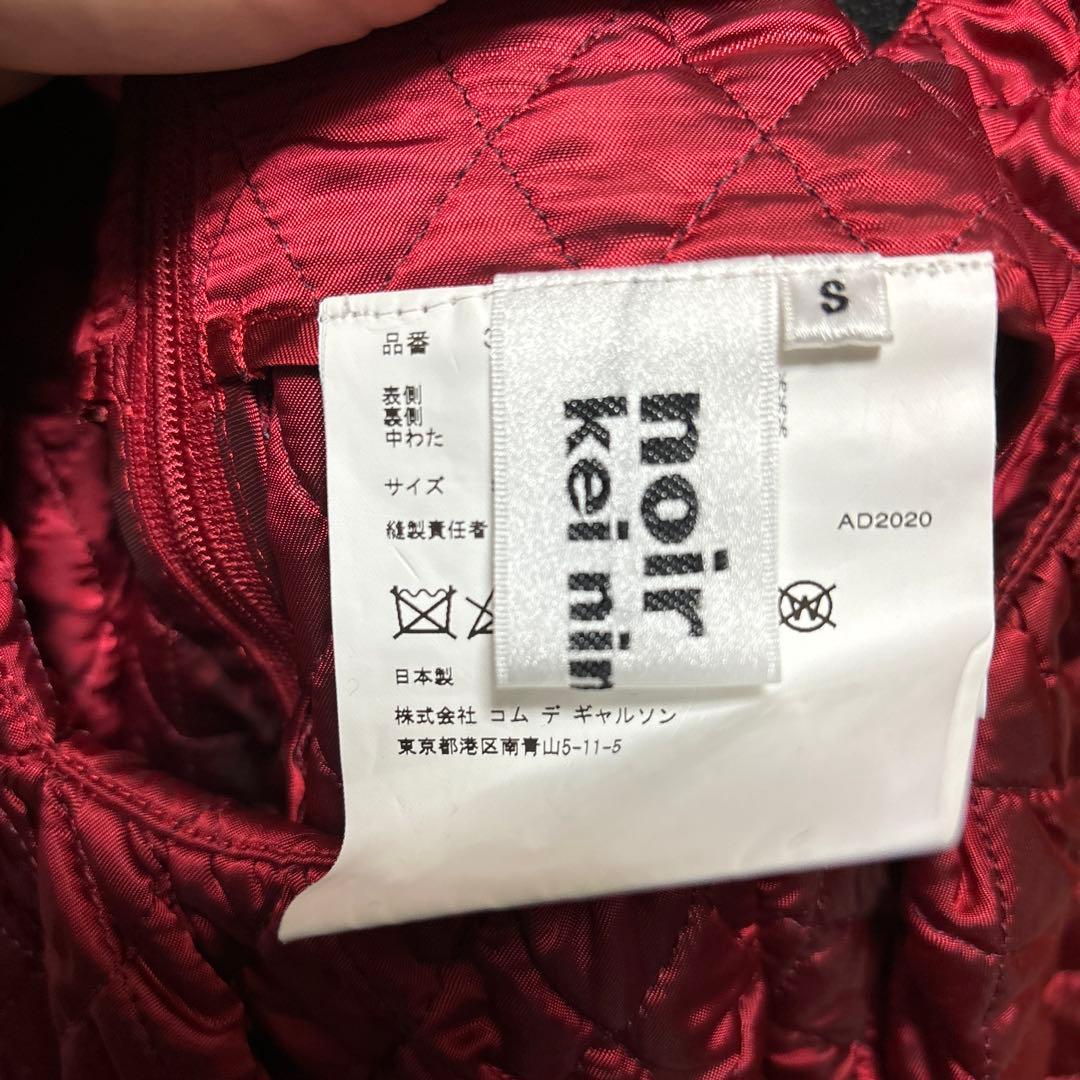 品番
表側
裏側
中わた
サイズ
縫製責任者
noir
kei nin
S
AD2020
日本製
株式会社 コム デ ギャルソン
東京都港区南青山5-11-5